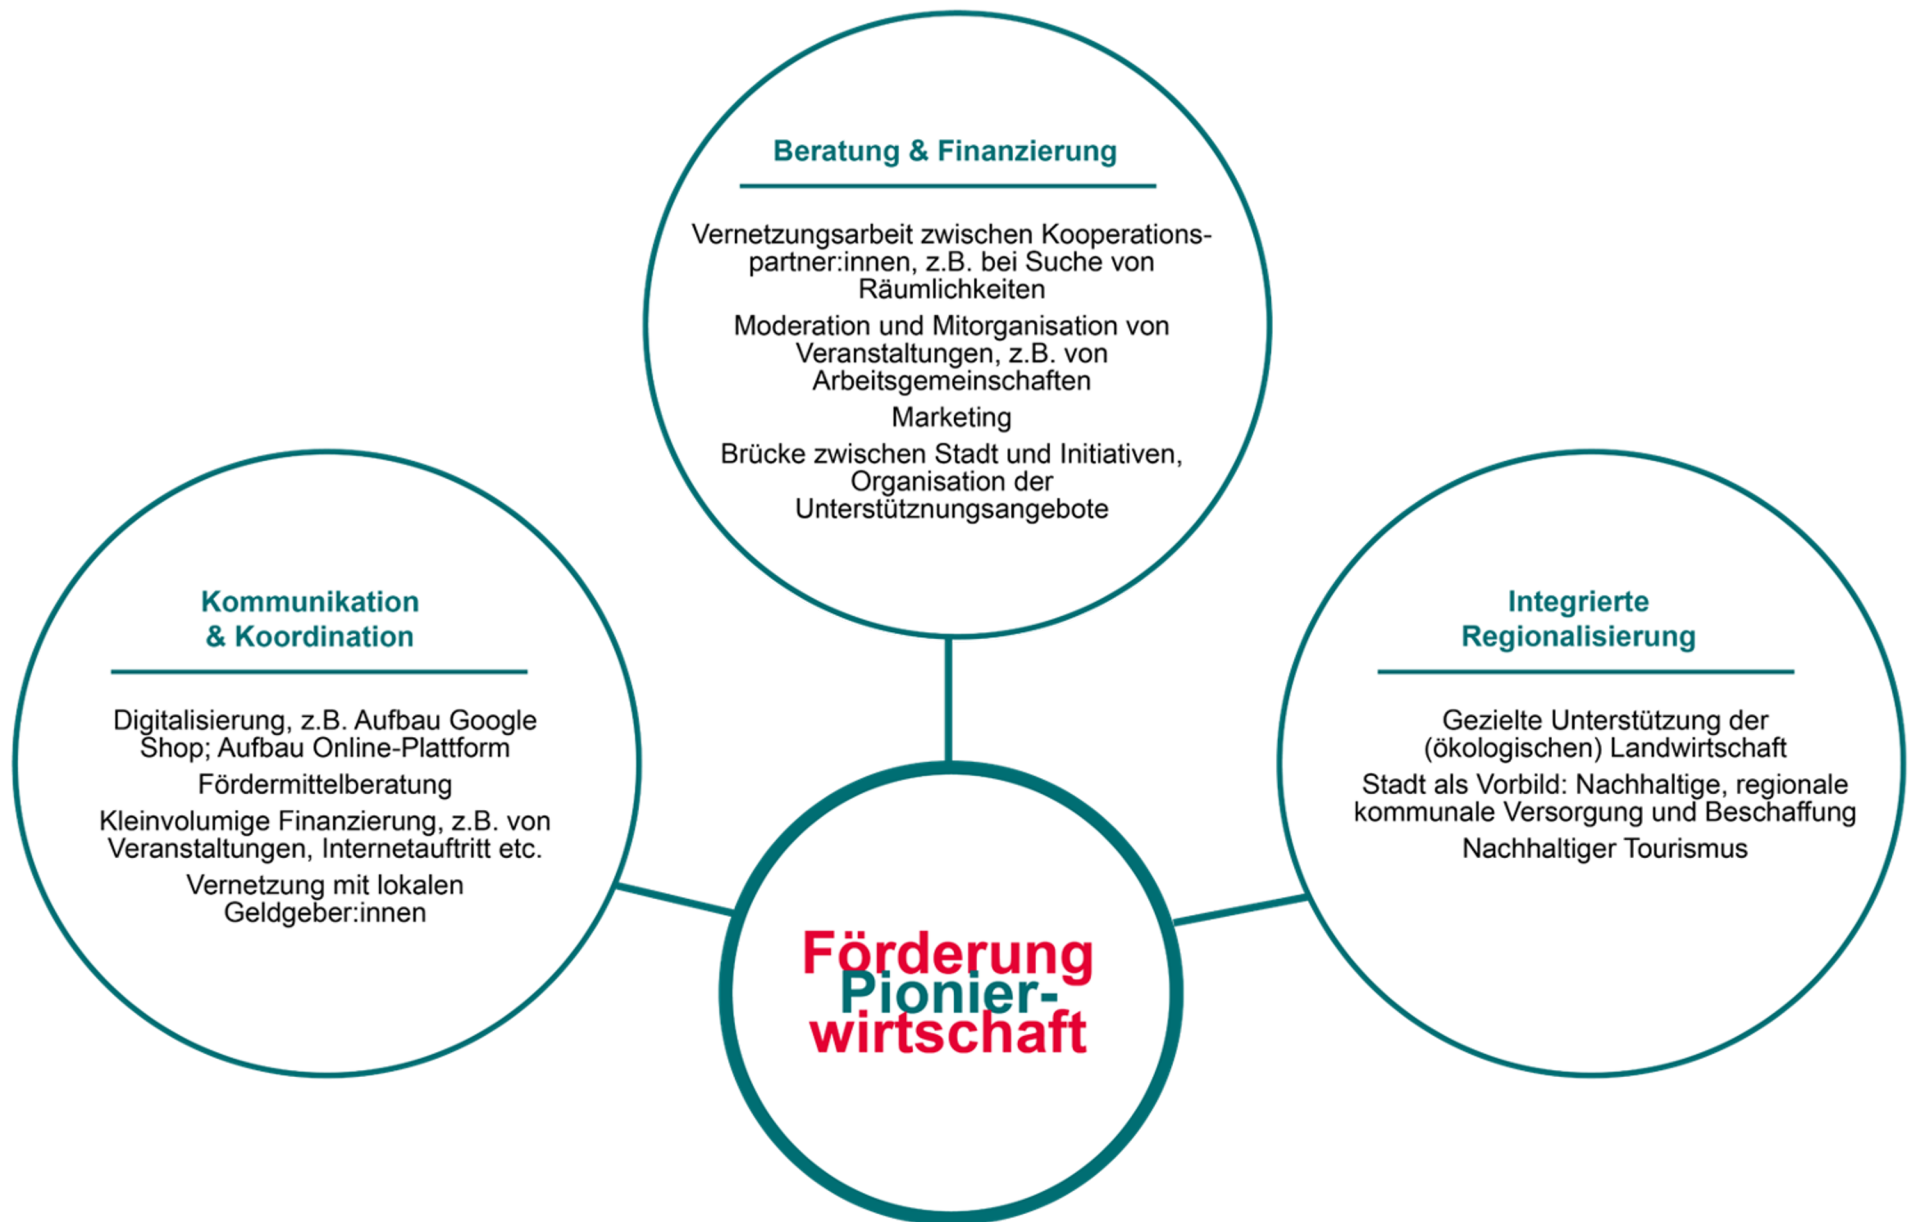 Beratung & Finanzierung
Vernetzungsarbeit zwischen Kooperations-
partner:innen, z.B. bei Suche von
Räumlichkeiten
Moderation und Mitorganisation von
Veranstaltungen, z.B. von
Arbeitsgemeinschaften
Marketing
Brücke zwischen Stadt und Initiativen,
Organisation der
Unterstütznungsangebote
Kommunikation
& Koordination
Digitalisierung, z.B. Aufbau Google
Shop; Aufbau Online-Plattform
Fördermittelberatung
Kleinvolumige Finanzierung, z.B. von
Veranstaltungen, Internetauftritt etc.
Vernetzung mit lokalen
Geldgeber:innen
Integrierte
Regionalisierung
Gezielte Unterstützung der
(ökologischen) Landwirtschaft
Stadt als Vorbild: Nachhaltige, regionale
kommunale Versorgung und Beschaffung
Nachhaltiger Tourismus
Förderung
Pionier-
wirtschaft